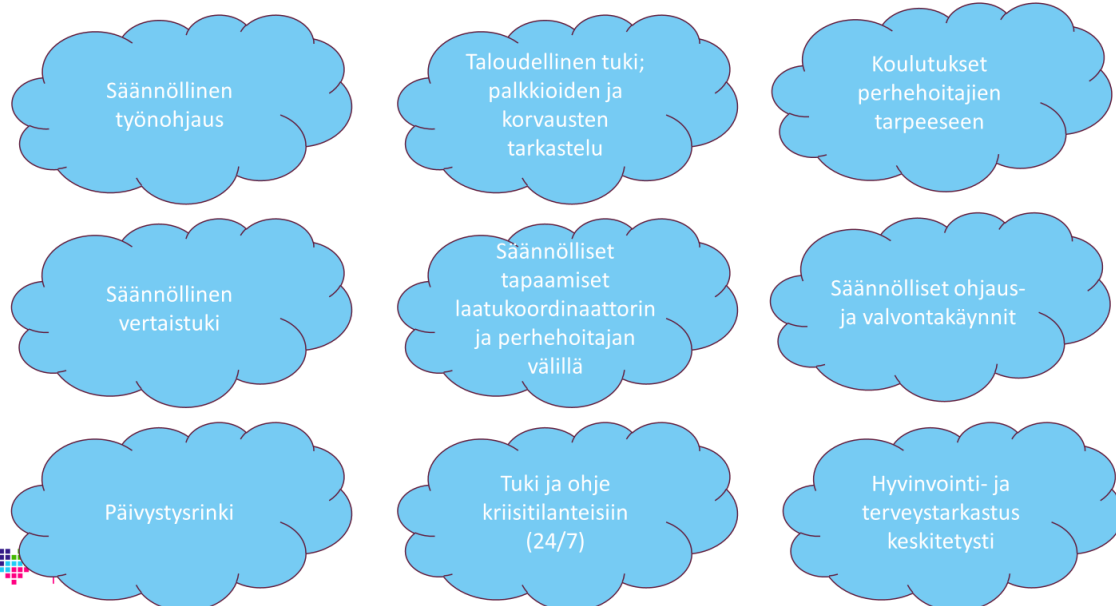 Säännöllinen
työnohjaus
Taloudellinen tuki;
palkkioiden ja
korvausten
tarkastelu
Koulutukset
perhehoitajien
tarpeeseen
Säännöllinen
vertaistuki
Säännölliset
tapaamiset
laatukoordinaattorin
ja perhehoitajan
välillä
Säännölliset ohjaus-
ja valvontakäynnit
Päivystysrinki
Tuki ja ohje
kriisitilanteisiin
(24/7)
Hyvinvointi- ja
terveystarkastus
keskitetysti